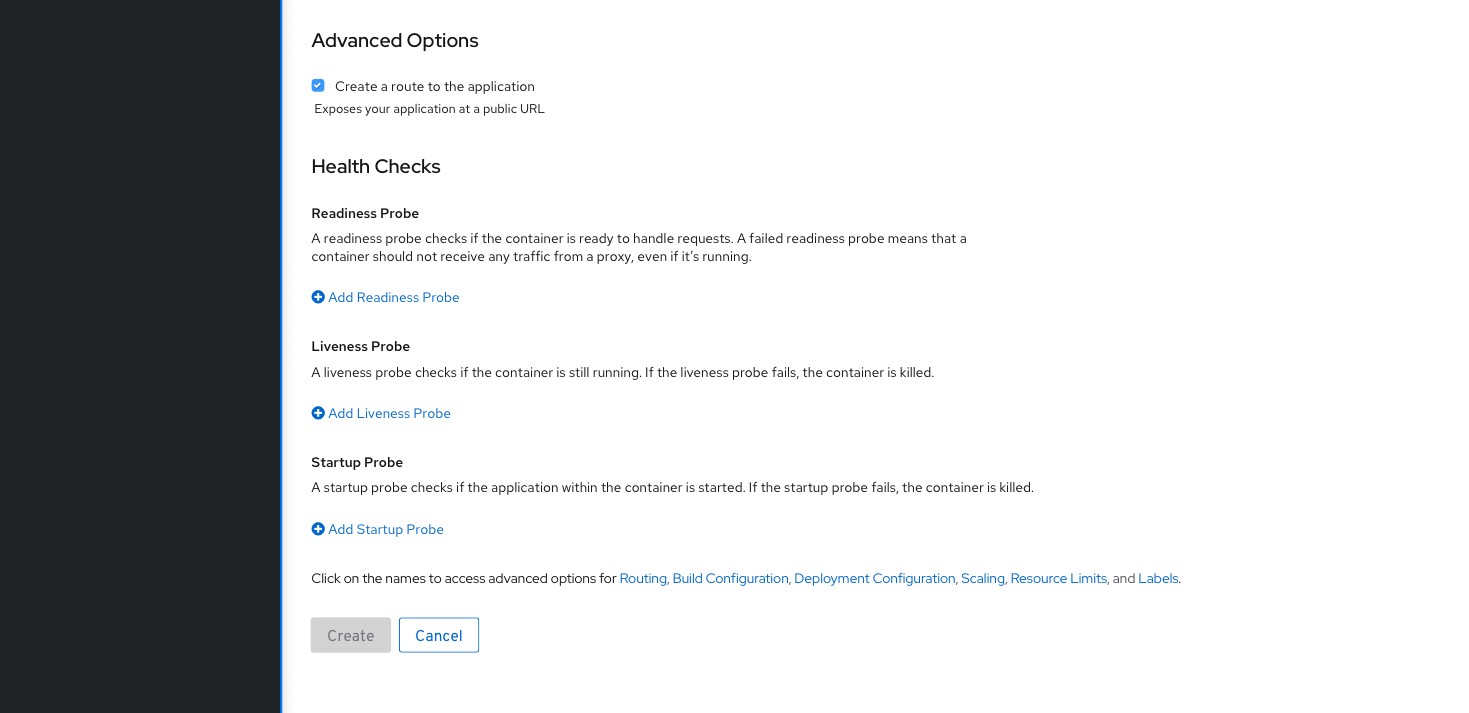 Advanced Options
Create a route to the application
Exposes your application at a public URL
Health Checks
Readiness Probe
A readiness probe checks if the container is ready to handle requests. A failed readiness probe means that a
container should not receive any traffic from a proxy, even if it’s running.
Add Readiness Probe
Liveness Probe
A liveness probe checks if the container is still running. If the liveness probe fails, the container is killed.
Add Liveness Probe
Startup Probe
A startup probe checks if the application within the container is started. If the startup probe fails, the container is killed.
Add Startup Probe
Click on the names to access advanced options for Routing, Build Configuration, Deployment Configuration, Scaling, Resource Limits, and Labels.
Create Cancel